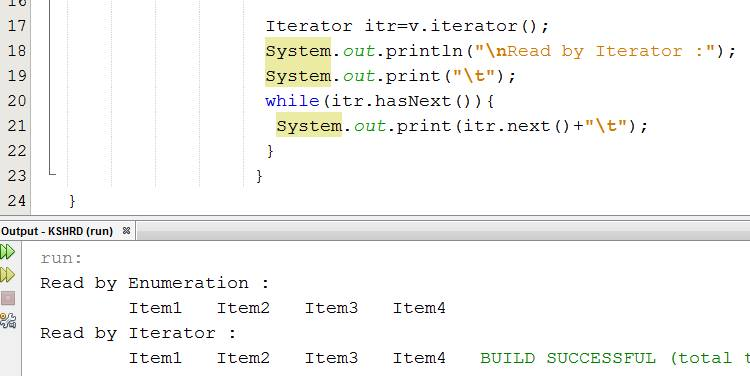 16
17 Iterator itr=v.iterator();
18 System.out.println("\nRead by Iterator :");
19 System.out.print("\t");
20 while(itr.hasNext()){
21 System.out.print(itr.next()+"\t");
22 }
23 }
24 }
Output - KSHRD (run)
run:
Read by Enumeration :
Item1 Item2 Item3 Item4
Read by Iterator :
Item1 Item2 Item3 Item4 BUILD SUCCESSFUL (total t